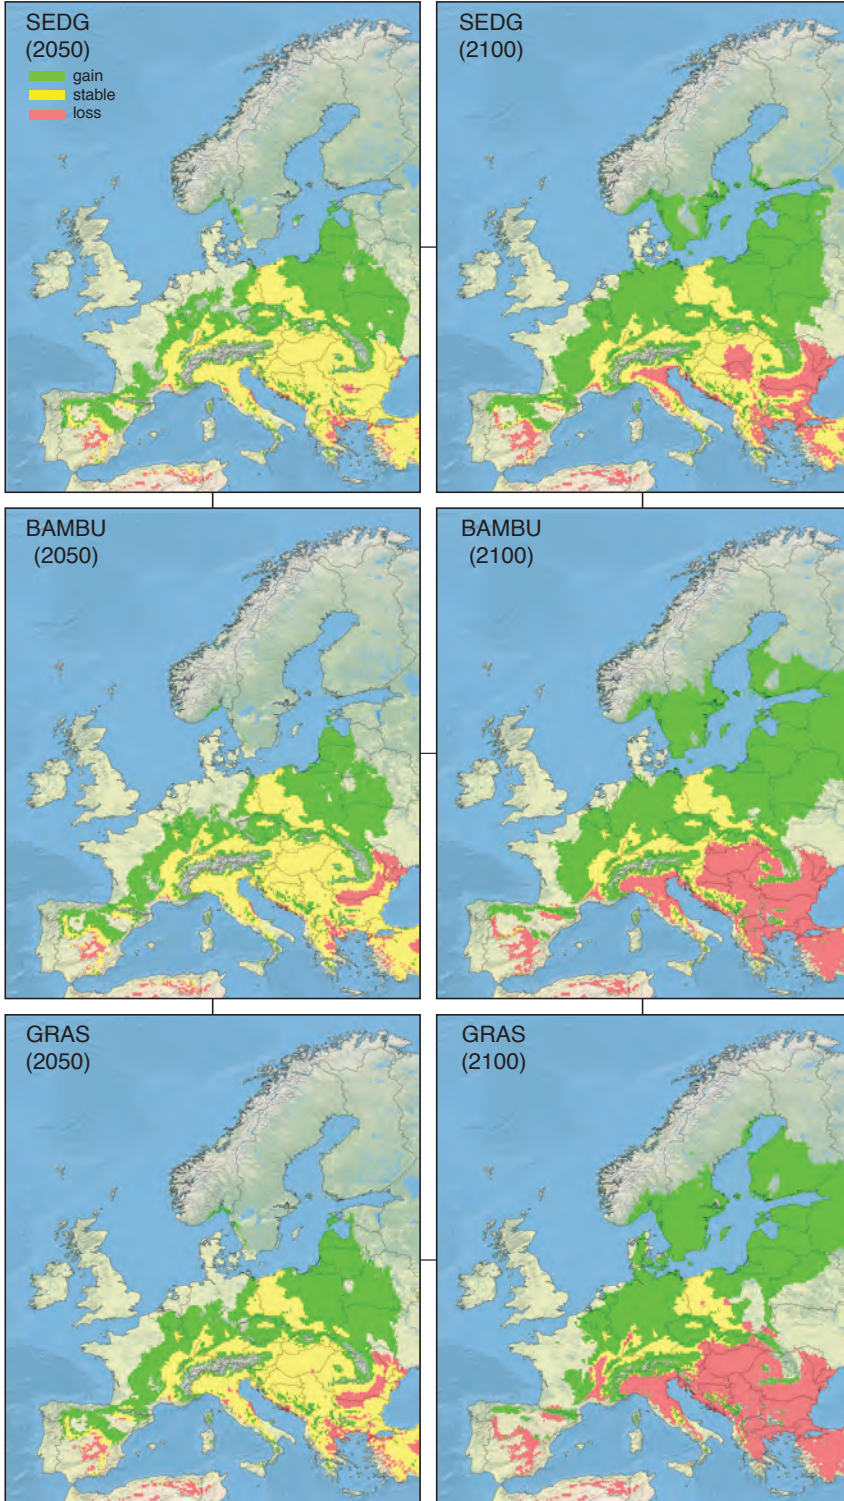 SEDG
(2050)
gain
stable
loss
SEDG
(2100)
BAMBU
(2050)
BAMBU
(2100)
GRAS
(2050)
GRAS
(2100)